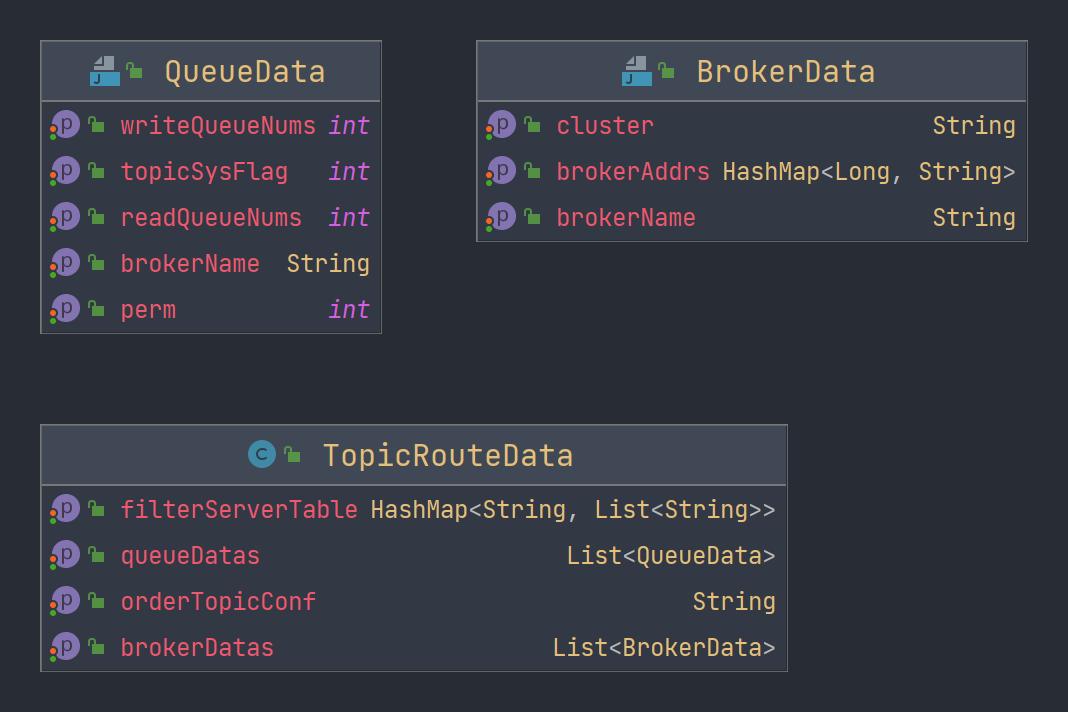 QueueData
writeQueueNums int
topicSysFlag int
readQueueNums int
brokerName String
perm int
BrokerData
cluster String
brokerAddrs HashMap<Long, String>
brokerName String
TopicRouteData
filterServerTable HashMap<String, List<String>>
queueDatas List<QueueData>
orderTopicConf String
brokerDatas List<BrokerData>